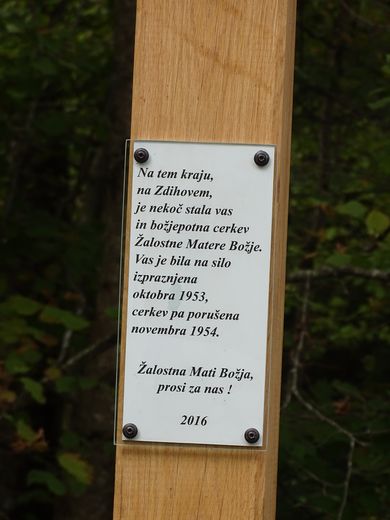 Na tem kraju,
na Zdihovem,
je nekoč stala vas
in božjepotna cerkev
Žalostne Matere Božje.
Vas je bila na silo
izpraznjena
oktobra 1953,
cerkev pa porušena
novembra 1954.
Žalostna Mati Božja,
prosi za nas !
2016